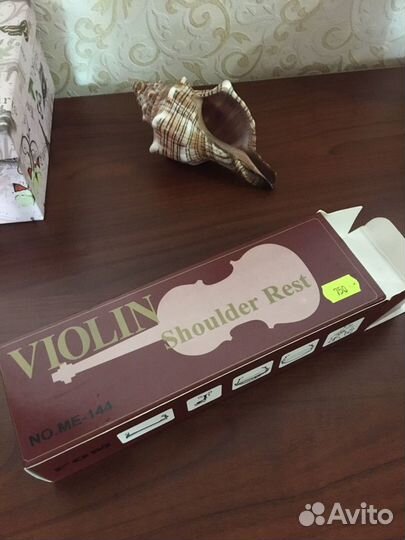 VIOLIN
Shoulder Rest
750
NO.ME-144
Avito